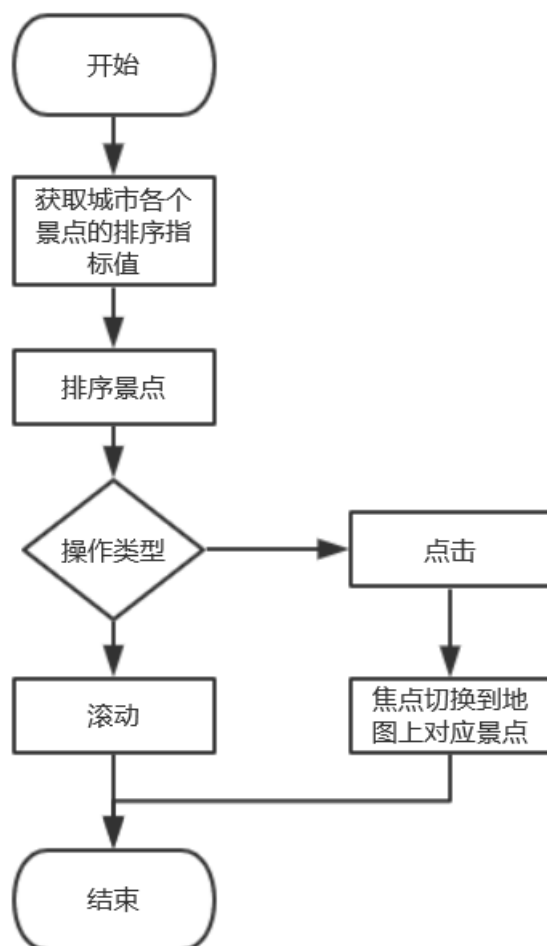 开始
获取城市各个
景点的排序指
标值
排序景点
操作类型
点击
滚动
焦点切换到地
图上对应景点
结束